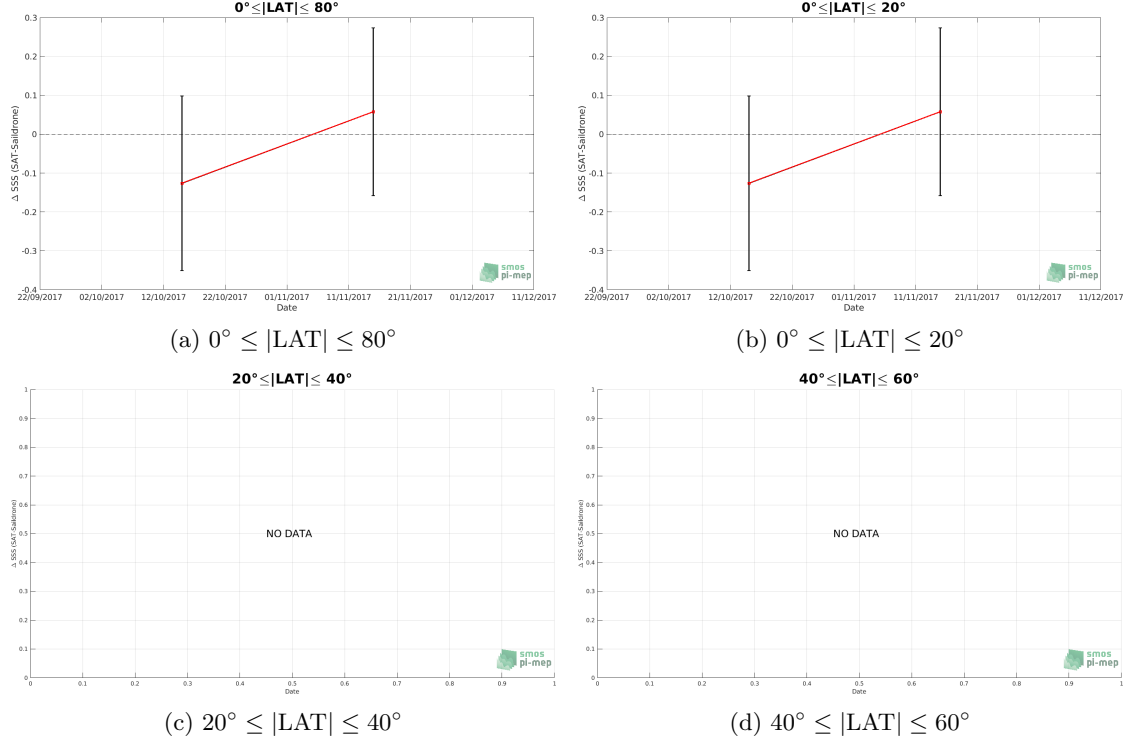 0°≤|LAT|≤ 80°
0.3
0.2
0.1
0
-0.1
-0.2
-0.3
-0.4
Δ SSS (SAT-Saildrone)
22/09/2017 02/10/2017 12/10/2017 22/10/2017 01/11/2017 11/11/2017 21/11/2017 01/12/2017 11/12/2017
Date
smos
pi-mep
(a) 0° ≤ |LAT| ≤ 80°
0°≤|LAT|≤ 20°
0.3
0.2
0.1
0
-0.1
-0.2
-0.3
-0.4
Δ SSS (SAT-Saildrone)
22/09/2017 02/10/2017 12/10/2017 22/10/2017 01/11/2017 11/11/2017 21/11/2017 01/12/2017 11/12/2017
Date
smos
pi-mep
(b) 0° ≤ |LAT| ≤ 20°
20°≤|LAT|≤ 40°
1
0.9
0.8
0.7
0.6
0.5
0.4
0.3
0.2
0.1
0
Δ SSS (SAT-Saildrone)
NO DATA
0 0.1 0.2 0.3 0.4 0.5 0.6 0.7 0.8 0.9 1
Date
smos
pi-mep
(c) 20° ≤ |LAT| ≤ 40°
40°≤|LAT|≤ 60°
1
0.9
0.8
0.7
0.6
0.5
0.4
0.3
0.2
0.1
0
Δ SSS (SAT-Saildrone)
NO DATA
0 0.1 0.2 0.3 0.4 0.5 0.6 0.7 0.8 0.9 1
Date
smos
pi-mep
(d) 40° ≤ |LAT| ≤ 60°